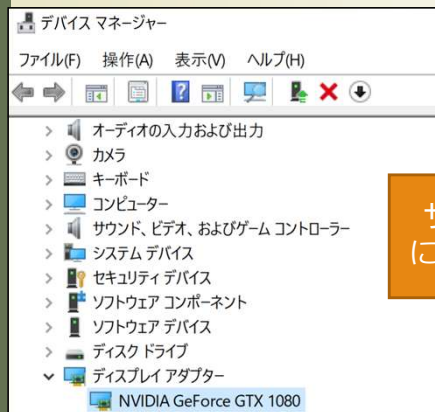 デバイス マネージャー
ファイル(F) 操作(A) 表示(V) ヘルプ(H)
オーディオの入力および出力
カメラ
キーボード
コンピューター
サウンド、ビデオ、およびゲーム コントローラー
システム デバイス
セキュリティ デバイス
ソフトウェア コンポーネント
ソフトウェア デバイス
ディスク ドライブ
ディスプレイ アダプター
NVIDIA GeForce GTX 1080
に